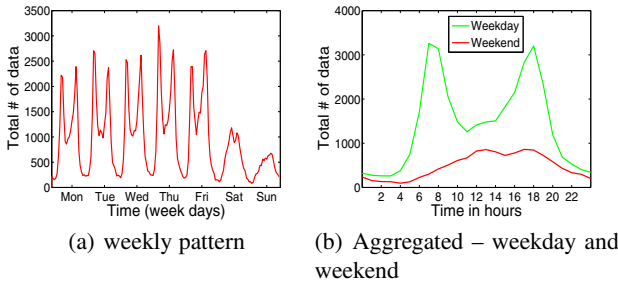 3500
3000
2500
2000
1500
1000
500
0
Total # of data
Mon Tue Wed Thu Fri Sat Sun
Time (week days)
(a) weekly pattern
4000
3000
2000
1000
0
Total # of data
Weekday
Weekend
2 4 6 8 10 12 14 16 18 20 22
Time in hours
(b) Aggregated – weekday and
weekend